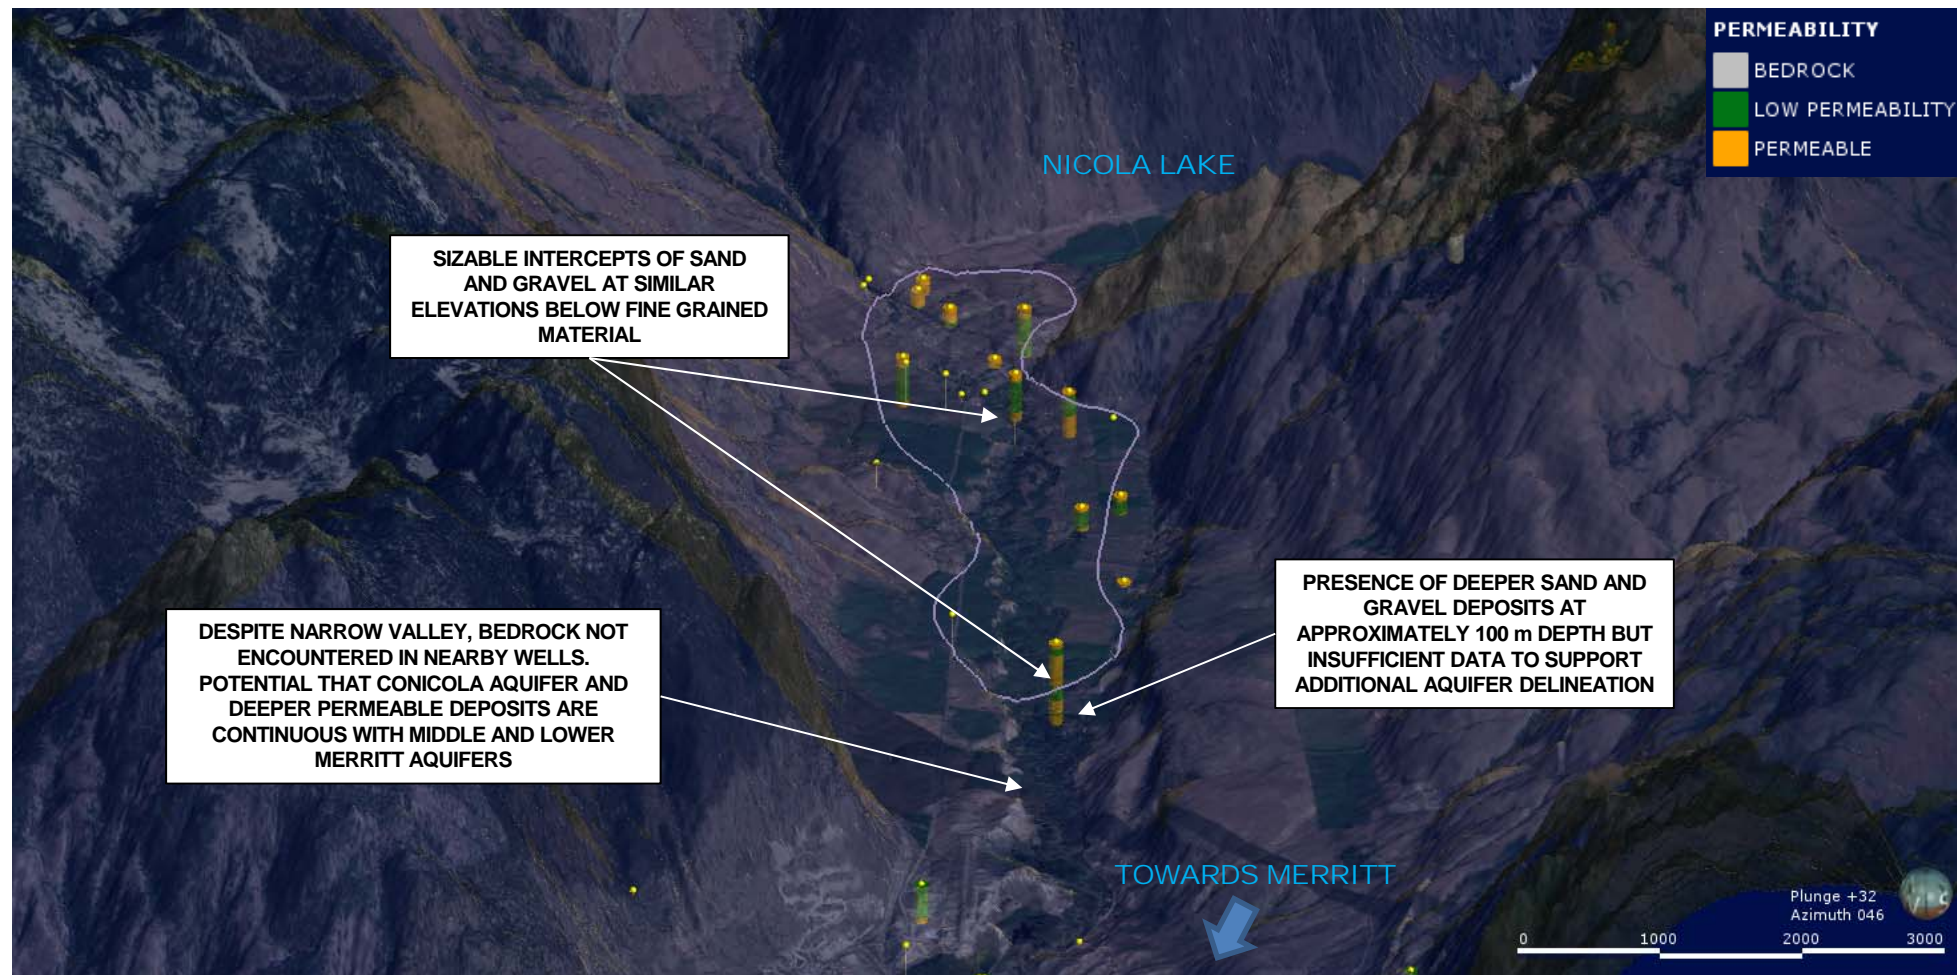 PERMEABILITY
BEDROCK
LOW PERMEABILITY
PERMEABLE
NICOLA LAKE
SIZABLE INTERCEPTS OF SAND
AND GRAVEL AT SIMILAR
ELEVATIONS BELOW FINE GRAINED
MATERIAL
PRESENCE OF DEEPER SAND AND
GRAVEL DEPOSITS AT
APPROXIMATELY 100 m DEPTH BUT
INSUFFICIENT DATA TO SUPPORT
ADDITIONAL AQUIFER DELINEATION
DESPITE NARROW VALLEY, BEDROCK NOT
ENCOUNTERED IN NEARBY WELLS.
POTENTIAL THAT CONICOLA AQUIFER AND
DEEPER PERMEABLE DEPOSITS ARE
CONTINUOUS WITH MIDDLE AND LOWER
MERRITT AQUIFERS
TOWARDS MERRITT
Plunge +32
Azimuth 046
0 1000 2000 3000